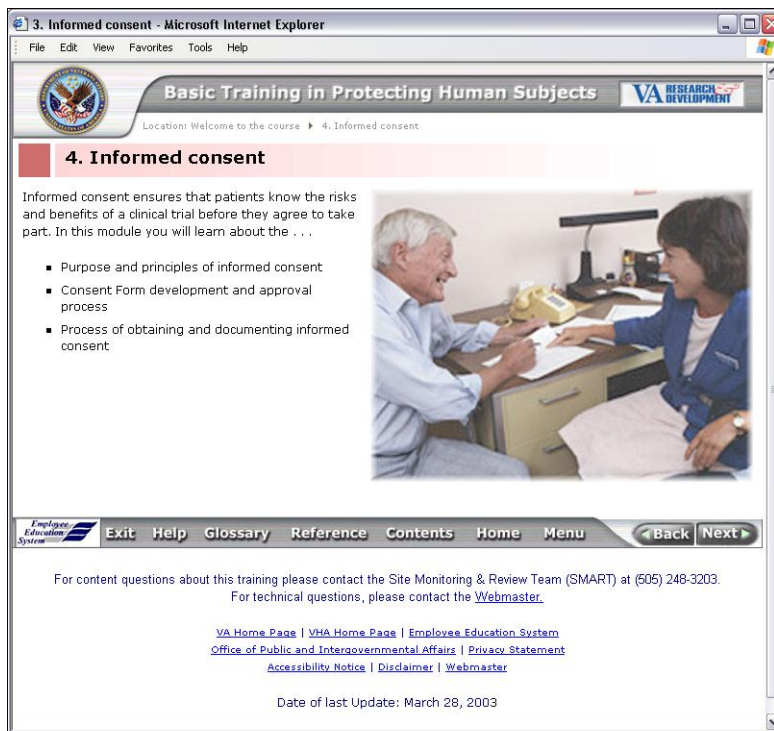 3. Informed consent - Microsoft Internet Explorer
File Edit View Favorites Tools Help
Basic Training in Protecting Human Subjects
VA RESEARCH & DEVELOPMENT
Location: Welcome to the course 4. Informed consent
4. Informed consent
Informed consent ensures that patients know the risks
and benefits of a clinical trial before they agree to take
part. In this module you will learn about the . . .
Purpose and principles of informed consent
Consent Form development and approval
process
Process of obtaining and documenting informed
consent
Employee
Education
System
Exit Help Glossary Reference Contents Home Menu Back Next
For content questions about this training please contact the Site Monitoring & Review Team (SMART) at (505) 248-3203.
For technical questions, please contact the Webmaster.
VA Home Page | VHA Home Page | Employee Education System
Office of Public and Intergovernmental Affairs | Privacy Statement
Accessibility Notice | Disclaimer | Webmaster
Date of last Update: March 28, 2003